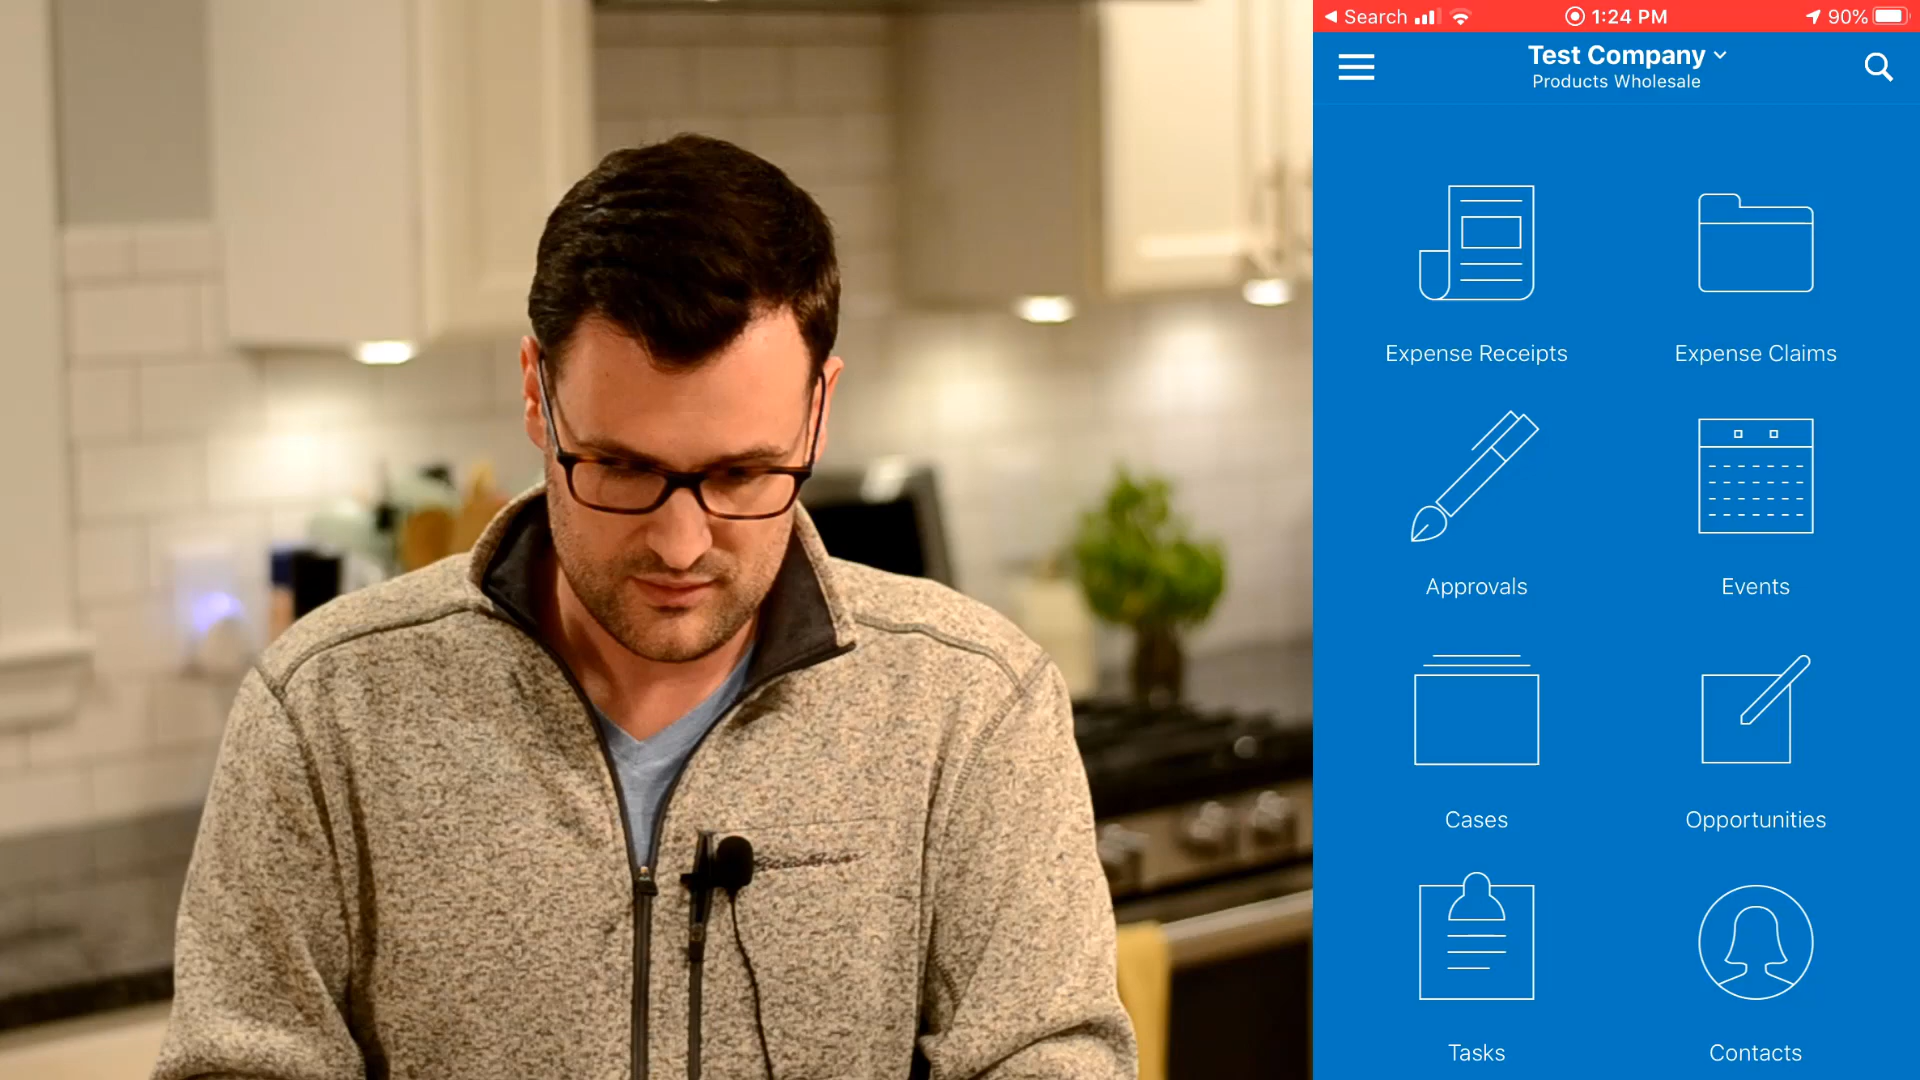 Search
1:24 PM
90%
Test Company
Products Wholesale
Expense Receipts
Expense Claims
Approvals
Events
Cases
Opportunities
Tasks
Contacts